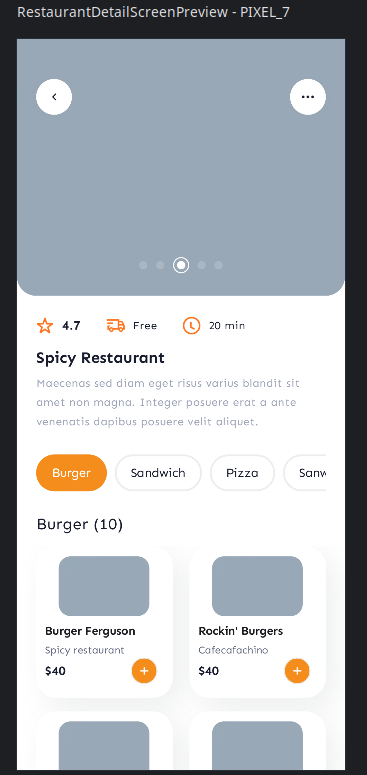 RestaurantDetailScreenPreview - PIXEL_7
4.7 Free 20 min
Spicy Restaurant
Maecenas sed diam eget risus varius blandit sit
amet non magna. Integer posuere erat a ante
venenatis dapibus posuere velit aliquet.
Burger Sandwich Pizza Sanw
Burger (10)
Burger Ferguson
Spicy restaurant
$40
Rockin' Burgers
Cafecafachino
$40